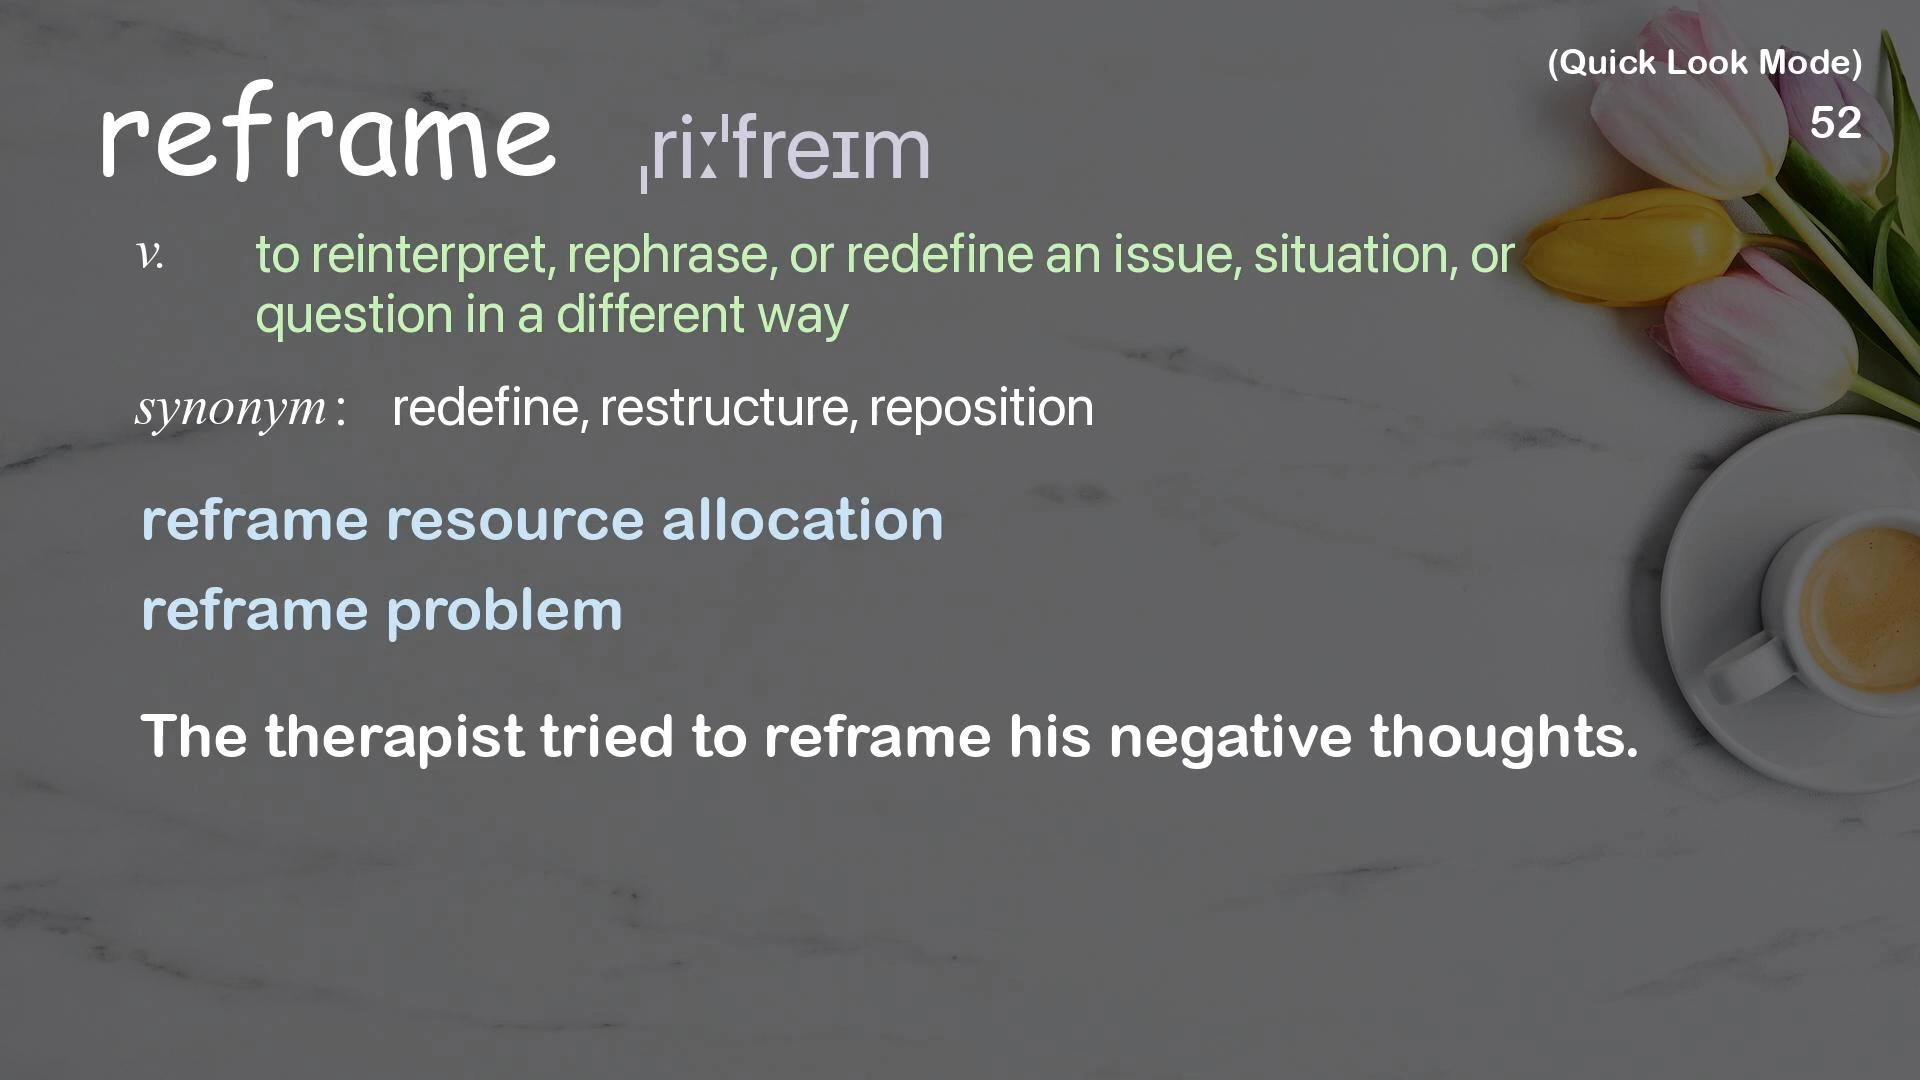 (Quick Look Mode)
52
reframe ˌriːˈfreɪm
v. to reinterpret, rephrase, or redefine an issue, situation, or
question in a different way
synonym : redefine, restructure, reposition
reframe resource allocation
reframe problem
The therapist tried to reframe his negative thoughts.